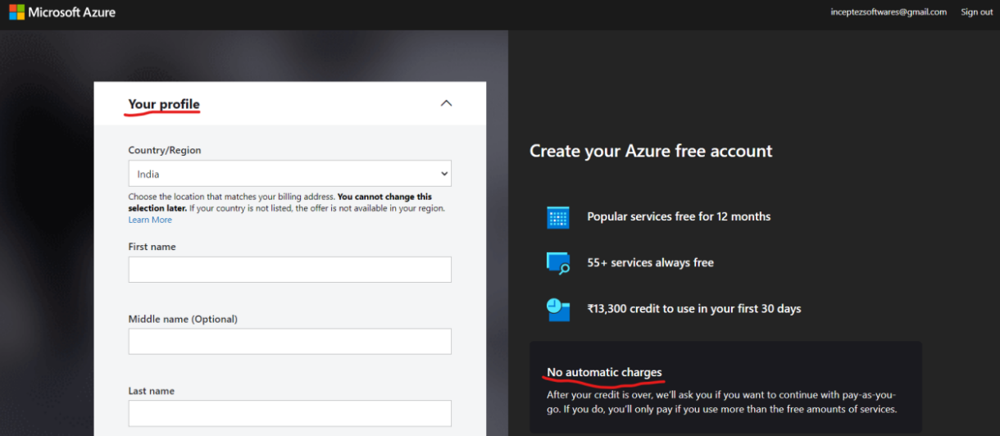 Microsoft Azure
inceptezsoftwares@gmail.com Sign out
Your profile
Country/Region
India
Choose the location that matches your billing address. You cannot change this
selection later. If your country is not listed, the offer is not available in your region.
Learn More
First name
Middle name (Optional)
Last name
Create your Azure free account
Popular services free for 12 months
55+ services always free
₹13,300 credit to use in your first 30 days
No automatic charges
After your credit is over, we'll ask you if you want to continue with pay-as-you-
go. If you do, you'll only pay if you use more than the free amounts of services.